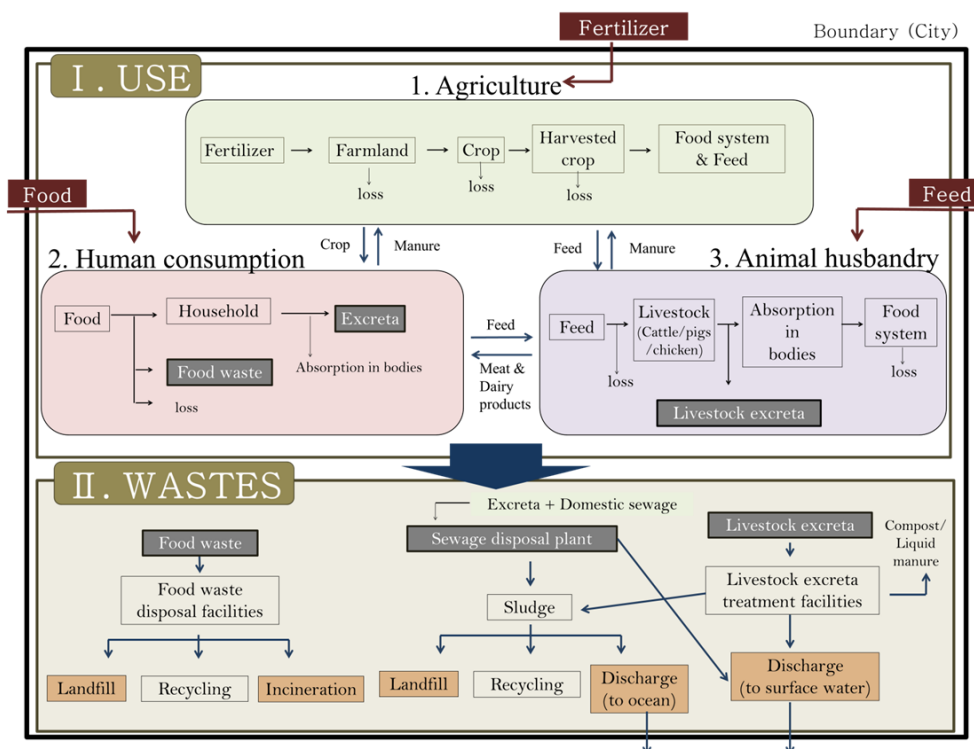 Fertilizer
Boundary (City)
Ⅰ. USE
1. Agriculture
Fertilizer
Farmland
Crop
Harvested
crop
Food system
& Feed
loss
loss
loss
Food
Feed
Crop
Manure
Feed
Manure
2. Human consumption
3. Animal husbandry
Food
Household
Excreta
Food waste
Absorption in bodies
loss
Feed
Meat &
Dairy
products
Feed
Livestock
(Cattle/pigs
/chicken)
Absorption
in
bodies
Food
system
loss
loss
Livestock excreta
Ⅱ. WASTES
Excreta + Domestic sewage
Food waste
Sewage disposal plant
Livestock excreta
Compost/
Liquid
manure
Food waste
disposal facilities
Sludge
Livestock excreta
treatment facilities
Landfill
Recycling
Incineration
Landfill
Recycling
Discharge
(to ocean)
Discharge
(to surface water)